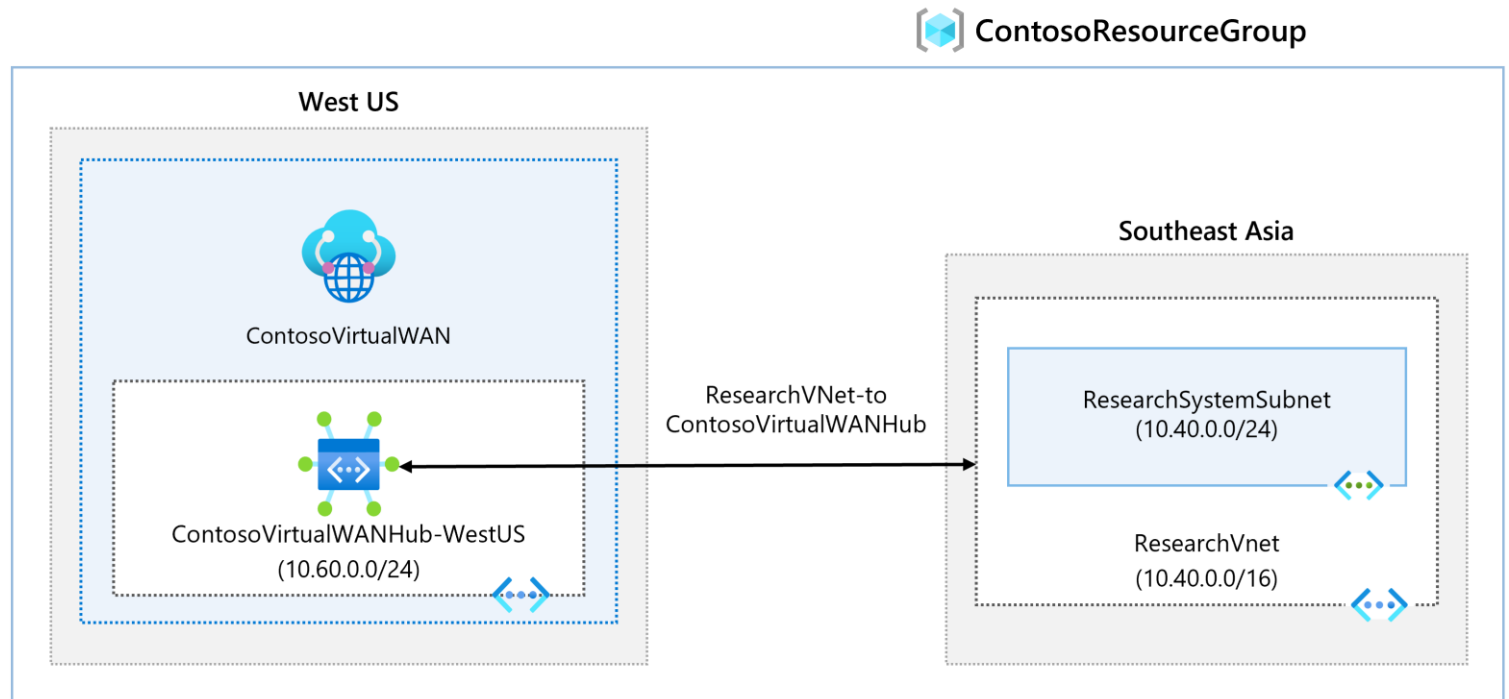 ContosoResourceGroup
West US
ContosoVirtualWAN
ContosoVirtualWANHub-WestUS
(10.60.0.0/24)
ResearchVNet-to
ContosoVirtualWANHub
Southeast Asia
ResearchSystemSubnet
(10.40.0.0/24)
ResearchVnet
(10.40.0.0/16)